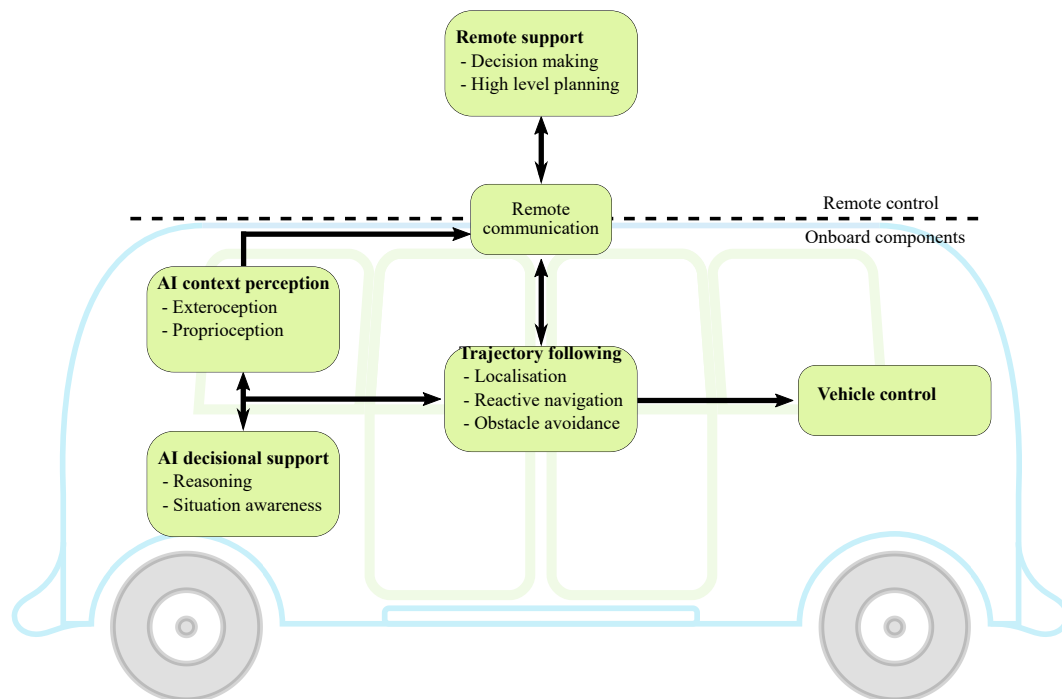 Remote support
- Decision making
- High level planning
Remote
communication
Remote control
Onboard components
AI context perception
- Exteroception
- Proprioception
Trajectory following
- Localisation
- Reactive navigation
- Obstacle avoidance
Vehicle control
AI decisional support
- Reasoning
- Situation awareness